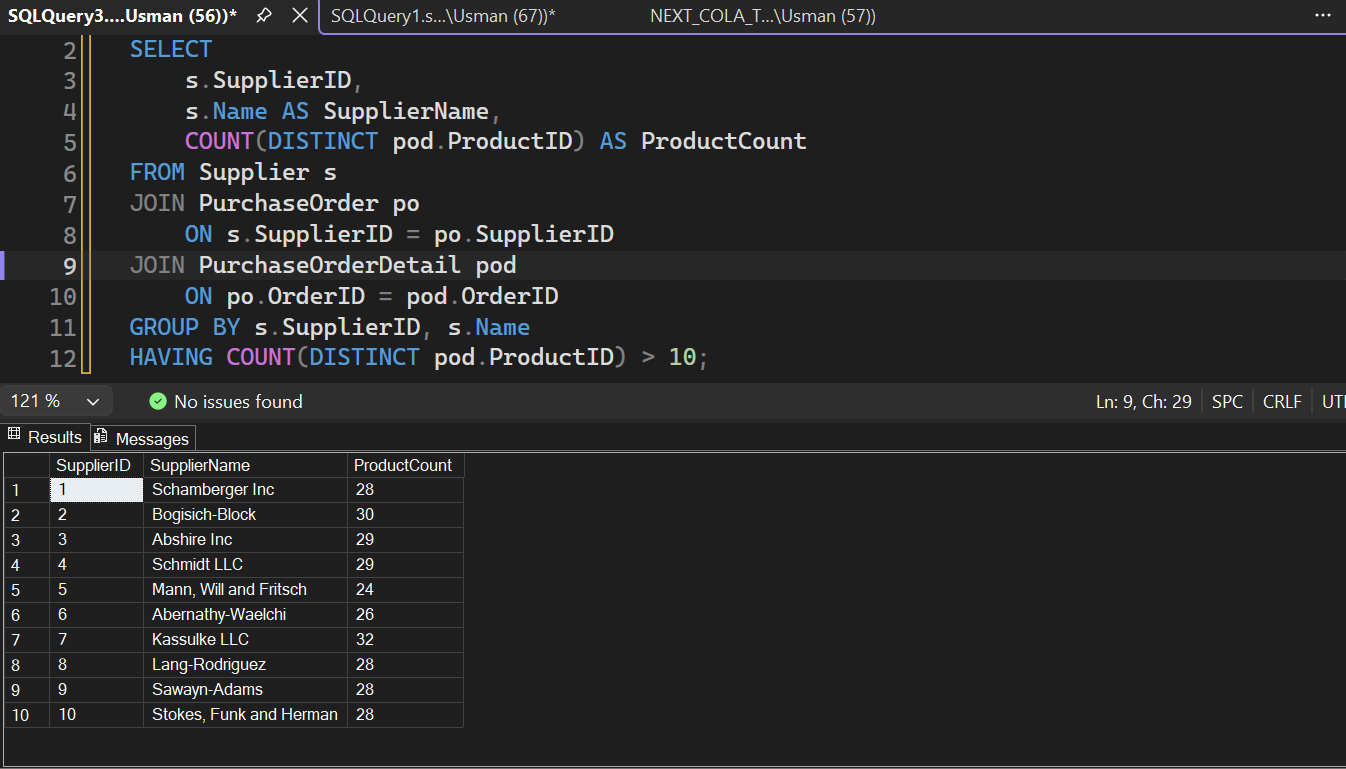 SQLQuery3....Usman (56))* SQLQuery1.s...\Usman (67))* NEXT_COLA_T...\Usman (57))
2 SELECT
3 s.SupplierID,
4 s.Name AS SupplierName,
5 COUNT(DISTINCT pod.ProductID) AS ProductCount
6 FROM Supplier s
7 JOIN PurchaseOrder po
8 ON s.SupplierID = po.SupplierID
9 JOIN PurchaseOrderDetail pod
10 ON po.OrderID = pod.OrderID
11 GROUP BY s.SupplierID, s.Name
12 HAVING COUNT(DISTINCT pod.ProductID) > 10;
121 % No issues found Ln: 9, Ch: 29 SPC CRLF UTI
Results Messages
SupplierID SupplierName ProductCount
1 1 Schamberger Inc 28
2 2 Bogisich-Block 30
3 3 Abshire Inc 29
4 4 Schmidt LLC 29
5 5 Mann, Will and Fritsch 24
6 6 Abernathy-Waelchi 26
7 7 Kassulke LLC 32
8 8 Lang-Rodriguez 28
9 9 Sawayn-Adams 28
10 10 Stokes, Funk and Herman 28